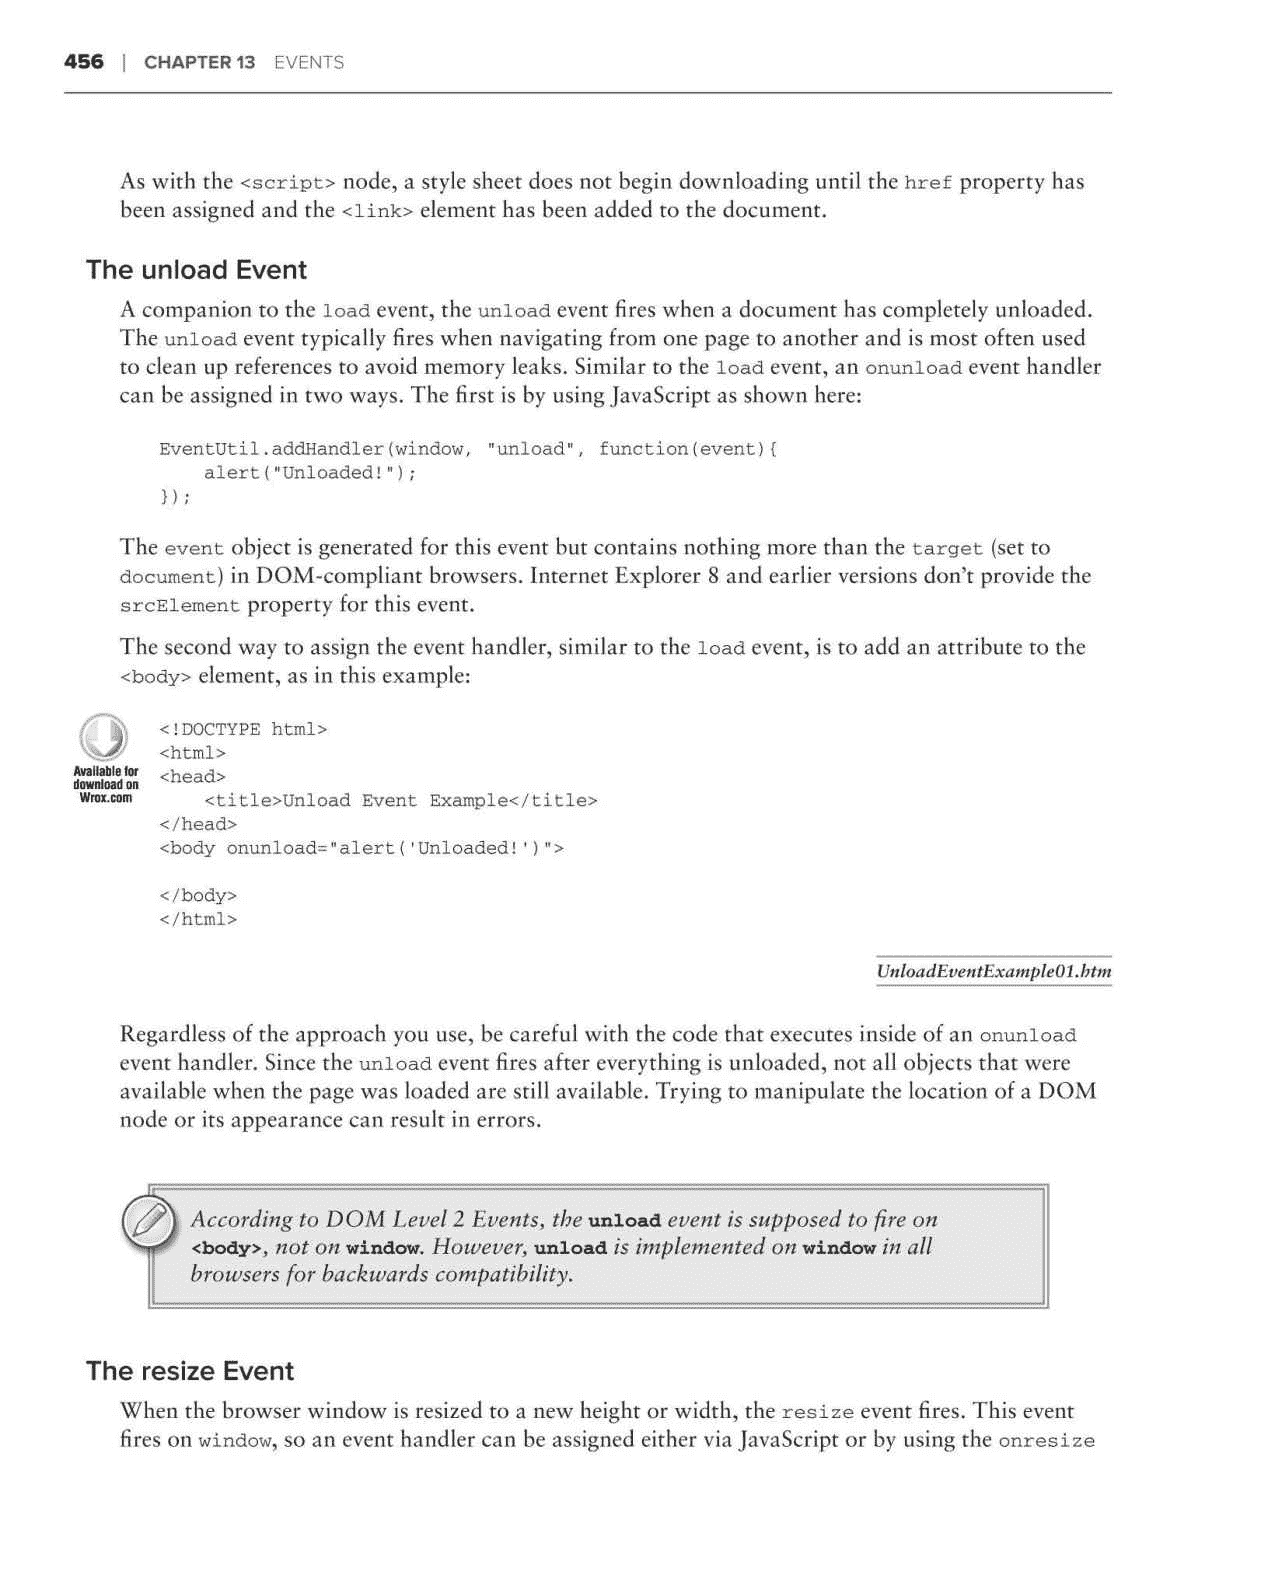 456 | CHAPTER 13 EVENTS
As with the <script> node, a style sheet does not begin downloading until the href property has
been assigned and the <link> element has been added to the document.
The unload Event
A companion to the load event, the unload event fires when a document has completely unloaded.
The unload event typically fires when navigating from one page to another and is most often used
to clean up references to avoid memory leaks. Similar to the load event, an onunload event handler
can be assigned in two ways. The first is by using JavaScript as shown here:
EventUtil.addHandler(window, "unload", function(event){
    alert("Unloaded!");
});
The event object is generated for this event but contains nothing more than the target (set to
document) in DOM-compliant browsers. Internet Explorer 8 and earlier versions don't provide the
srcElement property for this event.
The second way to assign the event handler, similar to the load event, is to add an attribute to the
<body> element, as in this example:
Available for
download on
Wrox.com
<!DOCTYPE html>
<html>
<head>
    <title>Unload Event Example</title>
</head>
<body onunload="alert('Unloaded!')">
</body>
</html>
UnloadEventExample01.htm
Regardless of the approach you use, be careful with the code that executes inside of an onunload
event handler. Since the unload event fires after everything is unloaded, not all objects that were
available when the page was loaded are still available. Trying to manipulate the location of a DOM
node or its appearance can result in errors.
According to DOM Level 2 Events, the unload event is supposed to fire on
<body>, not on window. However, unload is implemented on window in all
browsers for backwards compatibility.
The resize Event
When the browser window is resized to a new height or width, the resize event fires. This event
fires on window, so an event handler can be assigned either via JavaScript or by using the onresize